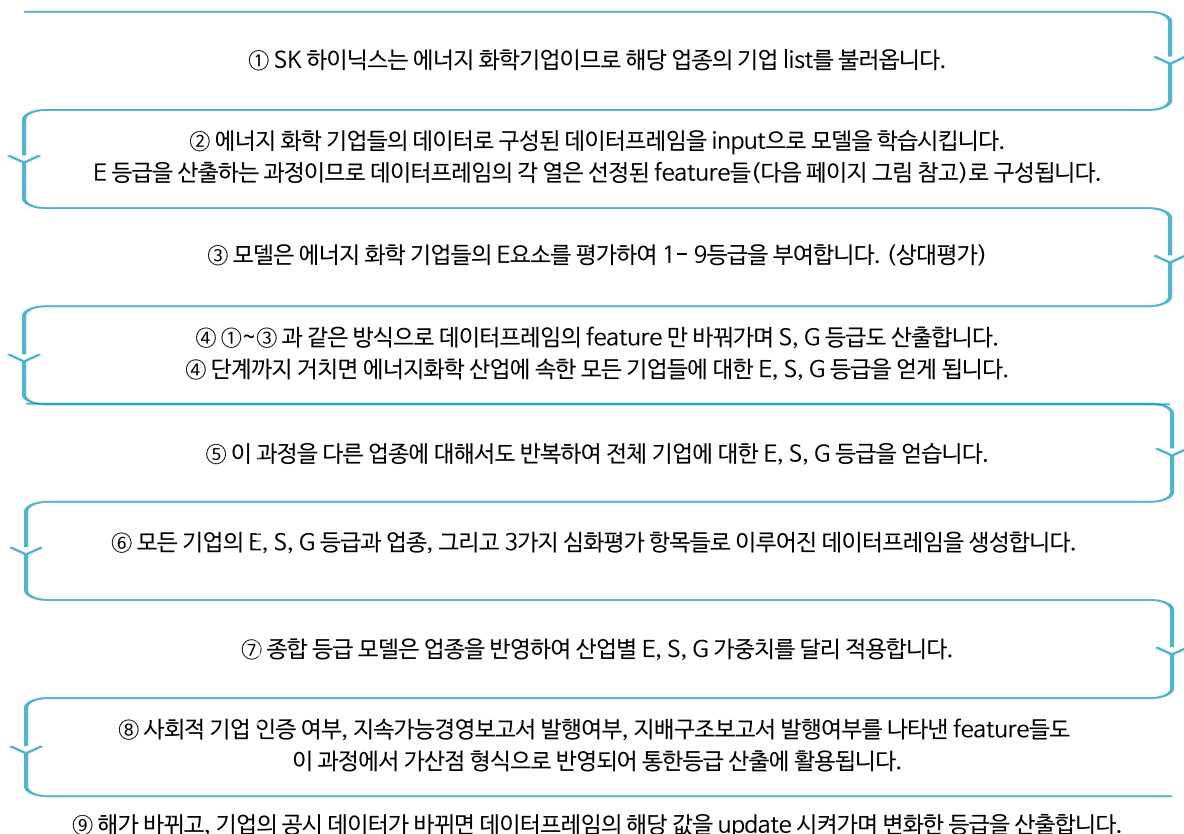 ① SK 하이닉스는 에너지 화학기업이므로 해당 업종의 기업 list를 불러옵니다.
② 에너지 화학 기업들의 데이터로 구성된 데이터프레임을 input으로 모델을 학습시킵니다.
E 등급을 산출하는 과정이므로 데이터프레임의 각 열은 선정된 feature들(다음 페이지 그림 참고)로 구성됩니다.
③ 모델은 에너지 화학 기업들의 E요소를 평가하여 1- 9등급을 부여합니다. (상대평가)
④ ①~③ 과 같은 방식으로 데이터프레임의 feature 만 바꿔가며 S, G 등급도 산출합니다.
④ 단계까지 거치면 에너지화학 산업에 속한 모든 기업들에 대한 E, S, G 등급을 얻게 됩니다.
⑤ 이 과정을 다른 업종에 대해서도 반복하여 전체 기업에 대한 E, S, G 등급을 얻습니다.
⑥ 모든 기업의 E, S, G 등급과 업종, 그리고 3가지 심화평가 항목들로 이루어진 데이터프레임을 생성합니다.
⑦ 종합 등급 모델은 업종을 반영하여 산업별 E, S, G 가중치를 달리 적용합니다.
⑧ 사회적 기업 인증 여부, 지속가능경영보고서 발행여부, 지배구조보고서 발행여부를 나타낸 feature들도
이 과정에서 가산점 형식으로 반영되어 통한등급 산출에 활용됩니다.
⑨ 해가 바뀌고, 기업의 공시 데이터가 바뀌면 데이터프레임의 해당 값을 update 시켜가며 변화한 등급을 산출합니다.